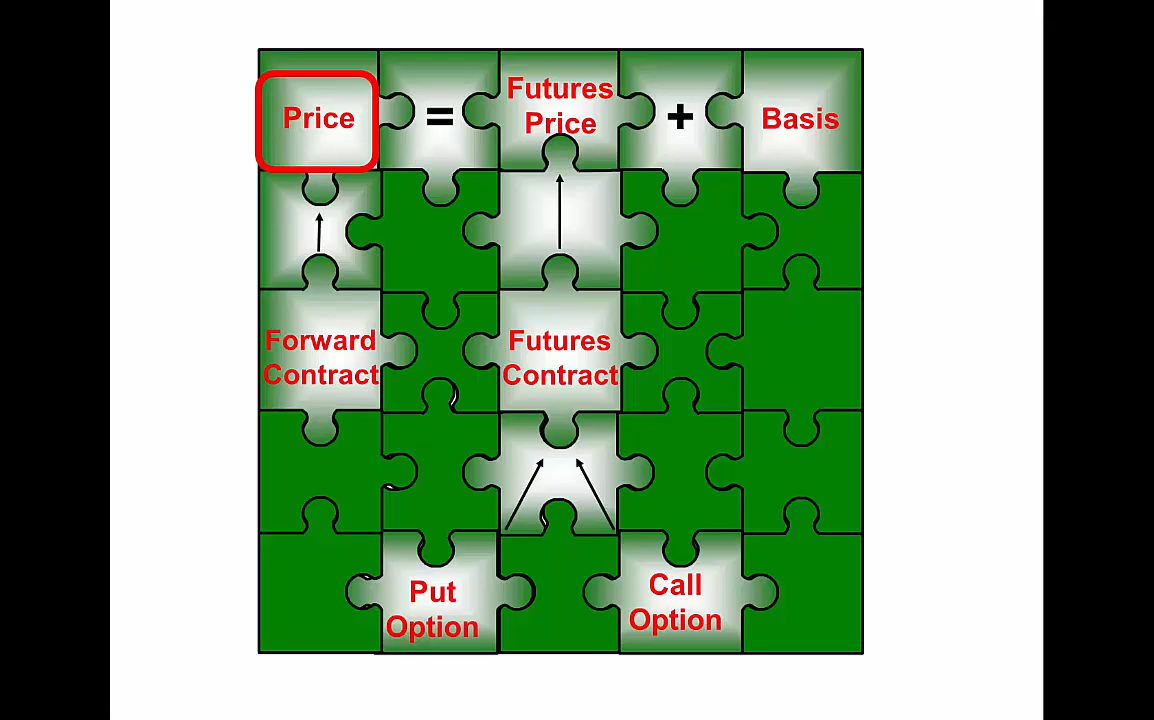 Price = Futures Price + Basis
Forward Contract
Futures Contract
Put Option
Call Option